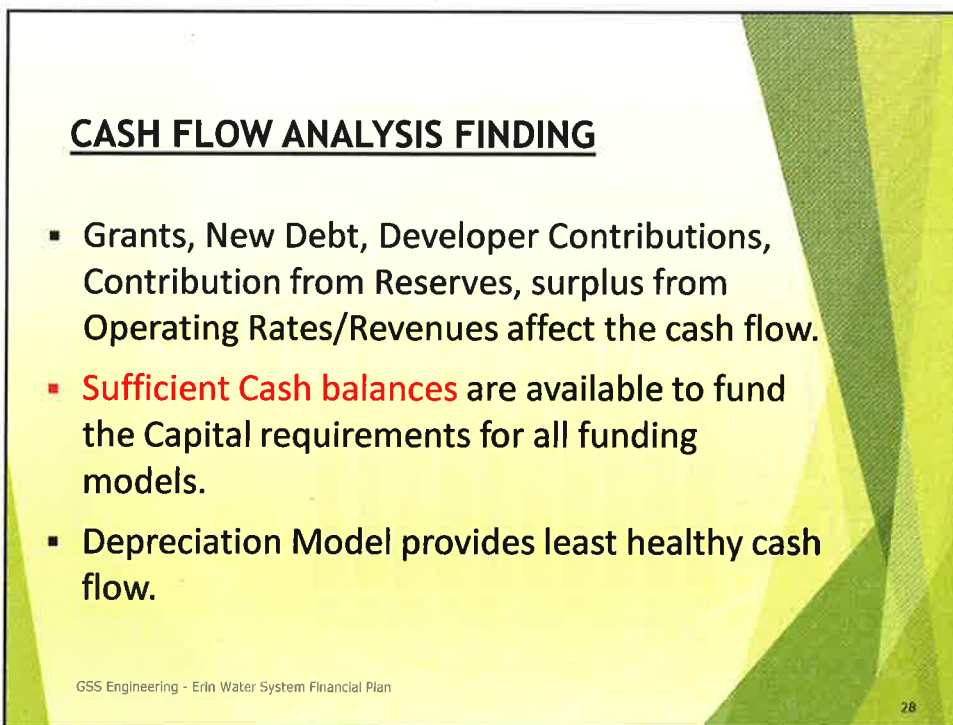 CASH FLOW ANALYSIS FINDING
▪ Grants, New Debt, Developer Contributions,
Contribution from Reserves, surplus from
Operating Rates/Revenues affect the cash flow.
▪ Sufficient Cash balances are available to fund
the Capital requirements for all funding
models.
▪ Depreciation Model provides least healthy cash
flow.
GSS Engineering - Erin Water System Financial Plan
28